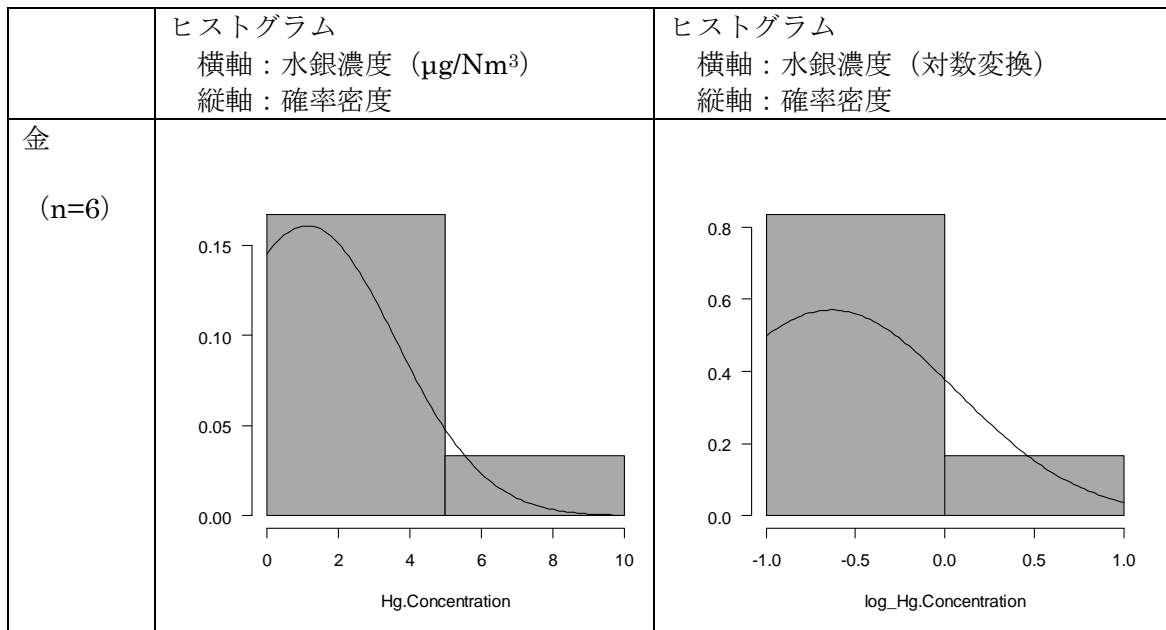 ヒストグラム
横軸：水銀濃度（µg/Nm³）
縦軸：確率密度
ヒストグラム
横軸：水銀濃度（対数変換）
縦軸：確率密度
金
（n=6）
0.15
0.10
0.05
0.00
0 2 4 6 8 10
Hg.Concentration
0.8
0.6
0.4
0.2
0.0
-1.0 -0.5 0.0 0.5 1.0
log_Hg.Concentration